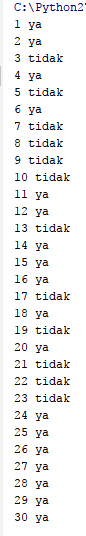 C:\Python2
1 ya
2 ya
3 tidak
4 ya
5 tidak
6 ya
7 tidak
8 tidak
9 tidak
10 tidak
11 ya
12 ya
13 tidak
14 ya
15 ya
16 ya
17 tidak
18 ya
19 tidak
20 ya
21 tidak
22 tidak
23 tidak
24 ya
25 ya
26 ya
27 ya
28 ya
29 ya
30 ya